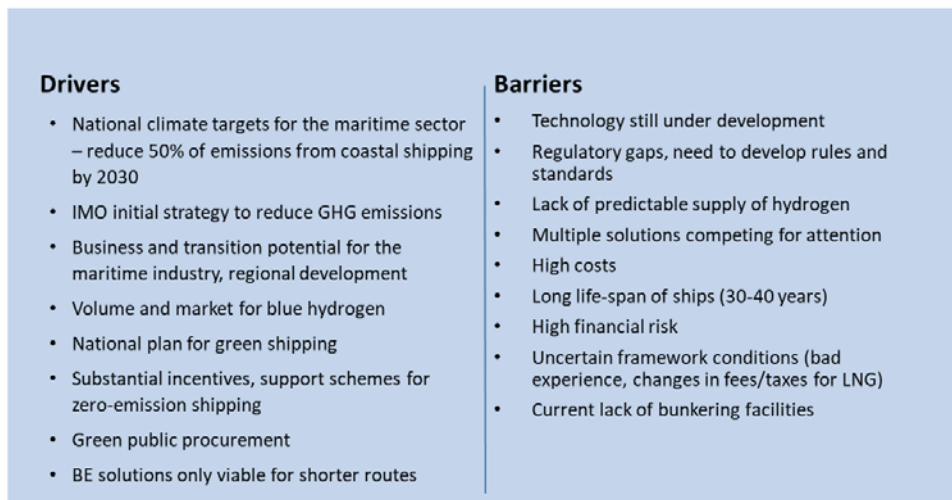 Drivers
• National climate targets for the maritime sector
– reduce 50% of emissions from coastal shipping
by 2030
• IMO initial strategy to reduce GHG emissions
• Business and transition potential for the
maritime industry, regional development
• Volume and market for blue hydrogen
• National plan for green shipping
• Substantial incentives, support schemes for
zero-emission shipping
• Green public procurement
• BE solutions only viable for shorter routes
Barriers
• Technology still under development
• Regulatory gaps, need to develop rules and
standards
• Lack of predictable supply of hydrogen
• Multiple solutions competing for attention
• High costs
• Long life-span of ships (30-40 years)
• High financial risk
• Uncertain framework conditions (bad
experience, changes in fees/taxes for LNG)
• Current lack of bunkering facilities